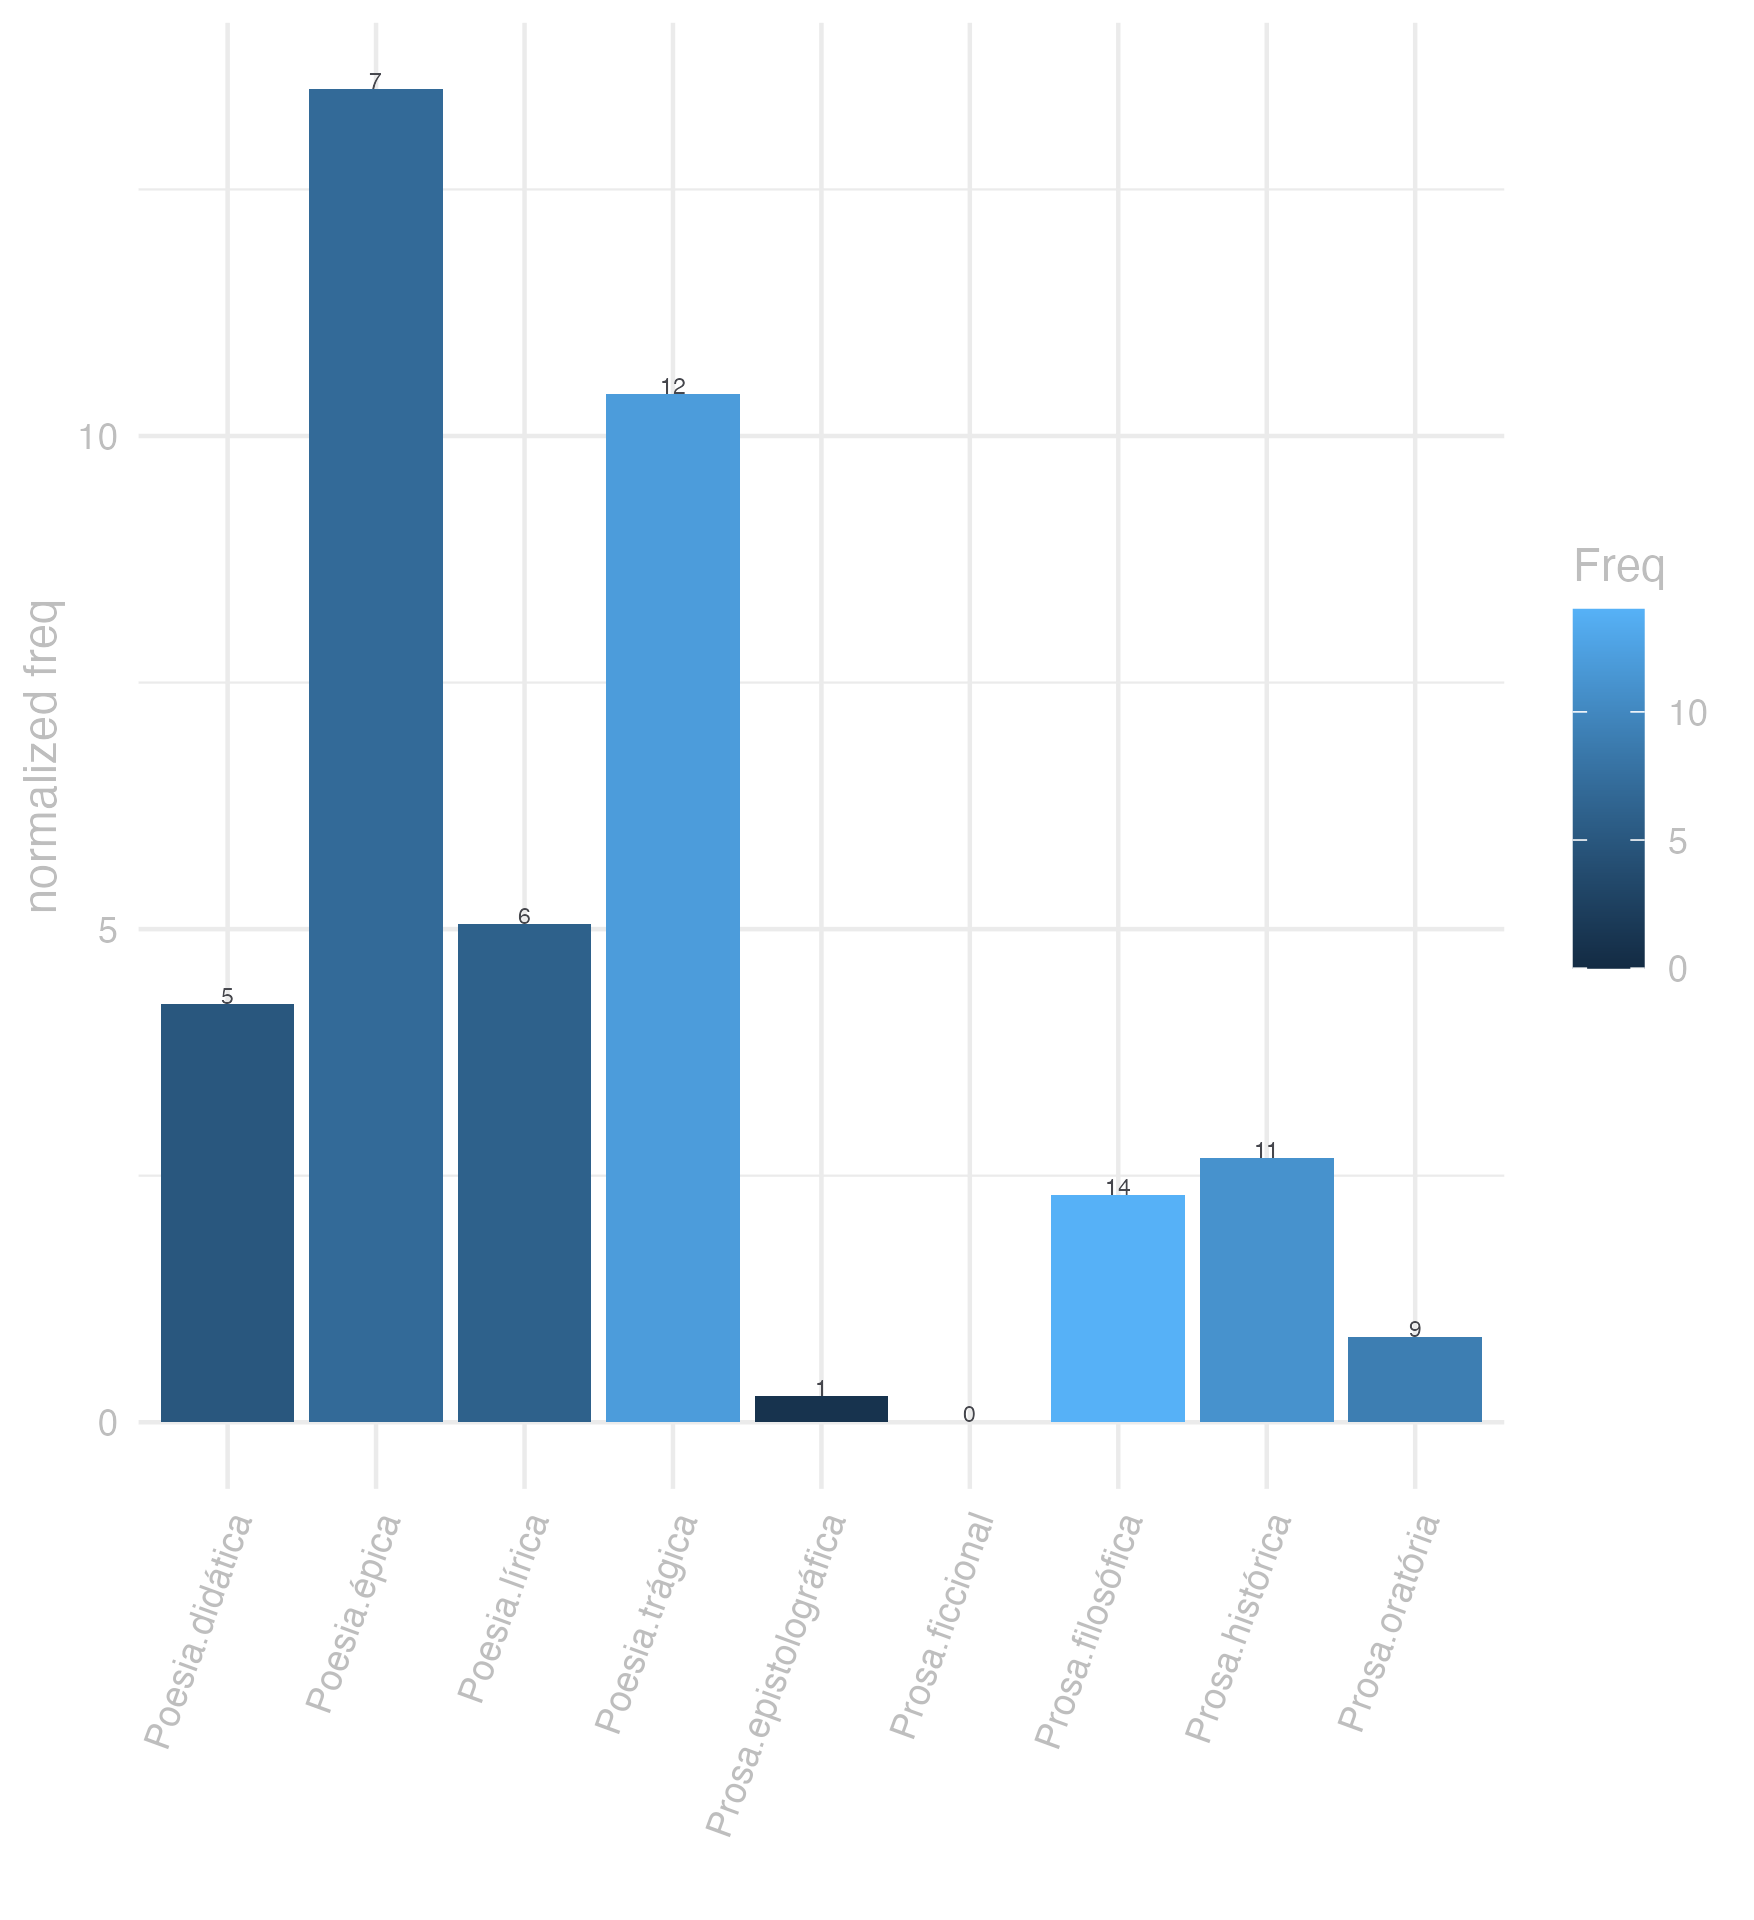 7
12
10
6
5
5
11
14
9
1
0
0
normalized freq
Freq
10
5
0
Poesia.didática
Poesia.épica
Poesia.lírica
Poesia.trágica
Prosa.epistolográfica
Prosa.ficcional
Prosa.filosófica
Prosa.histórica
Prosa.oratória